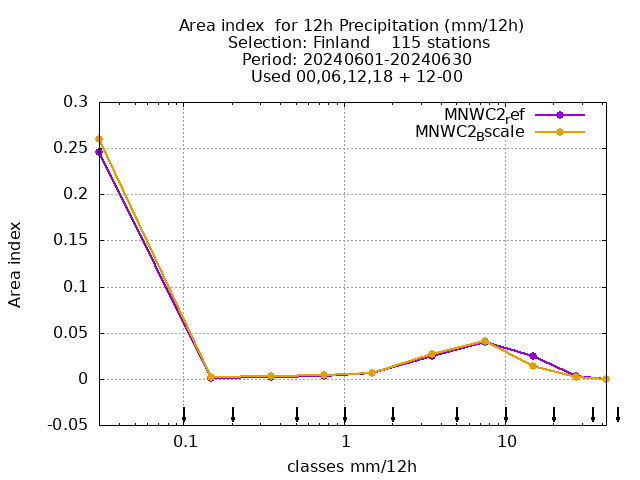 Area index  for 12h Precipitation (mm/12h)
Selection: Finland    115 stations
Period: 20240601-20240630
Used 00,06,12,18 + 12-00
MNWC2ref
MNWC2Bscale
0.3
0.25
0.2
0.15
0.1
0.05
0
-0.05
Area index
0.1
1
10
classes mm/12h